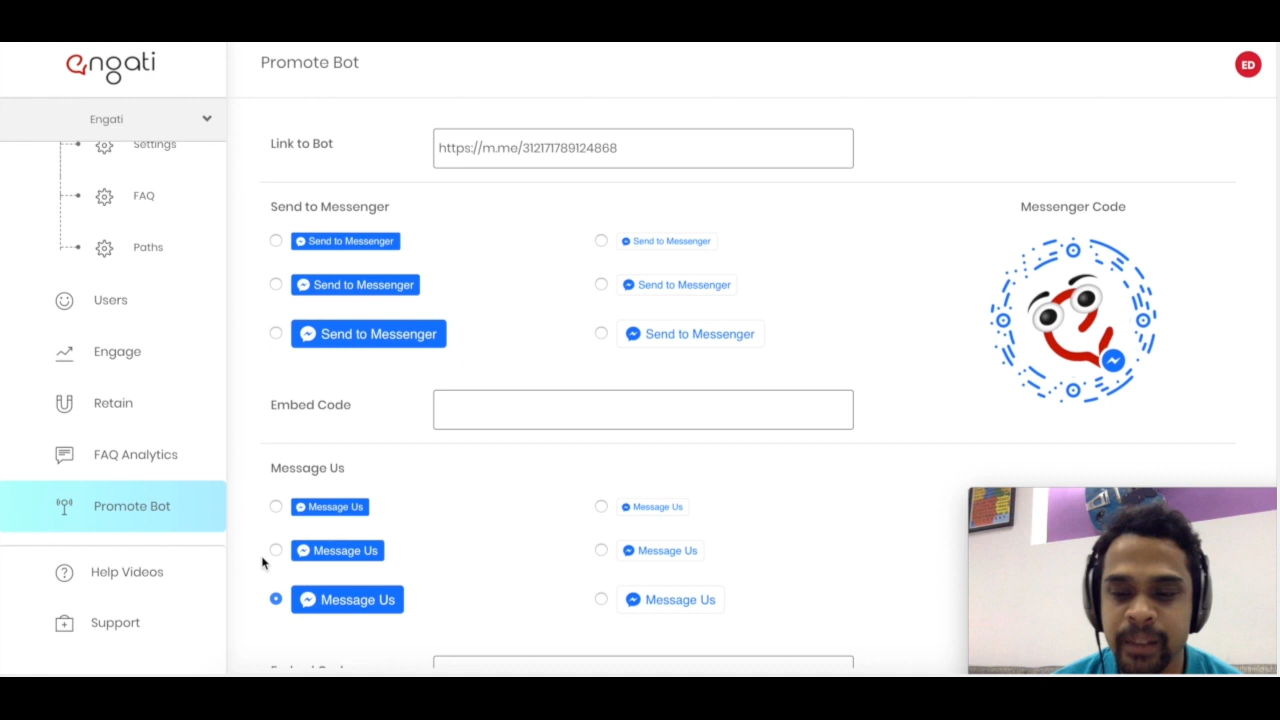 engati
Promote Bot
ED
Engati
Settings
FAQ
Paths
Users
Engage
Retain
FAQ Analytics
Promote Bot
Help Videos
Support
Link to Bot
https://m.me/312171789124868
Send to Messenger
Messenger Code
Send to Messenger
Send to Messenger
Send to Messenger
Send to Messenger
Send to Messenger
Send to Messenger
Embed Code
Message Us
Message Us
Message Us
Message Us
Message Us
Message Us
Message Us